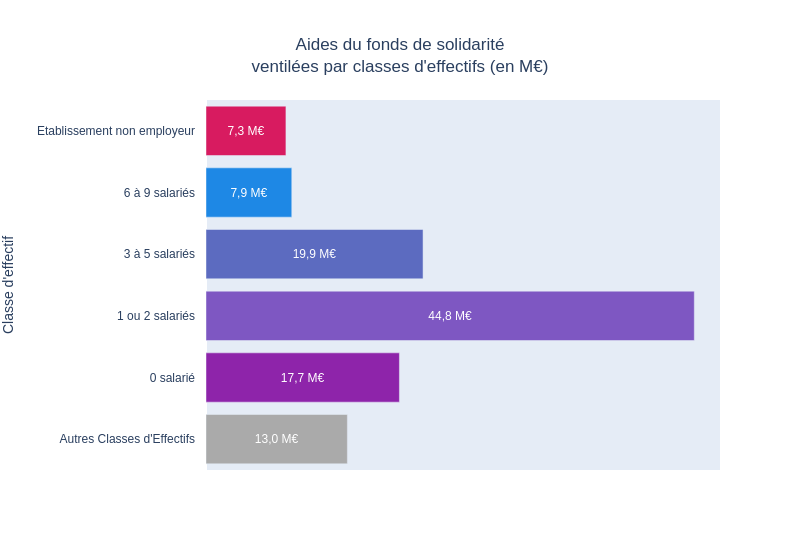 Aides du fonds de solidarité
ventilées par classes d'effectifs (en M€)
Classe d'effectif
Etablissement non employeur
7,3 M€
6 à 9 salariés
7,9 M€
3 à 5 salariés
19,9 M€
1 ou 2 salariés
44,8 M€
0 salarié
17,7 M€
Autres Classes d'Effectifs
13,0 M€